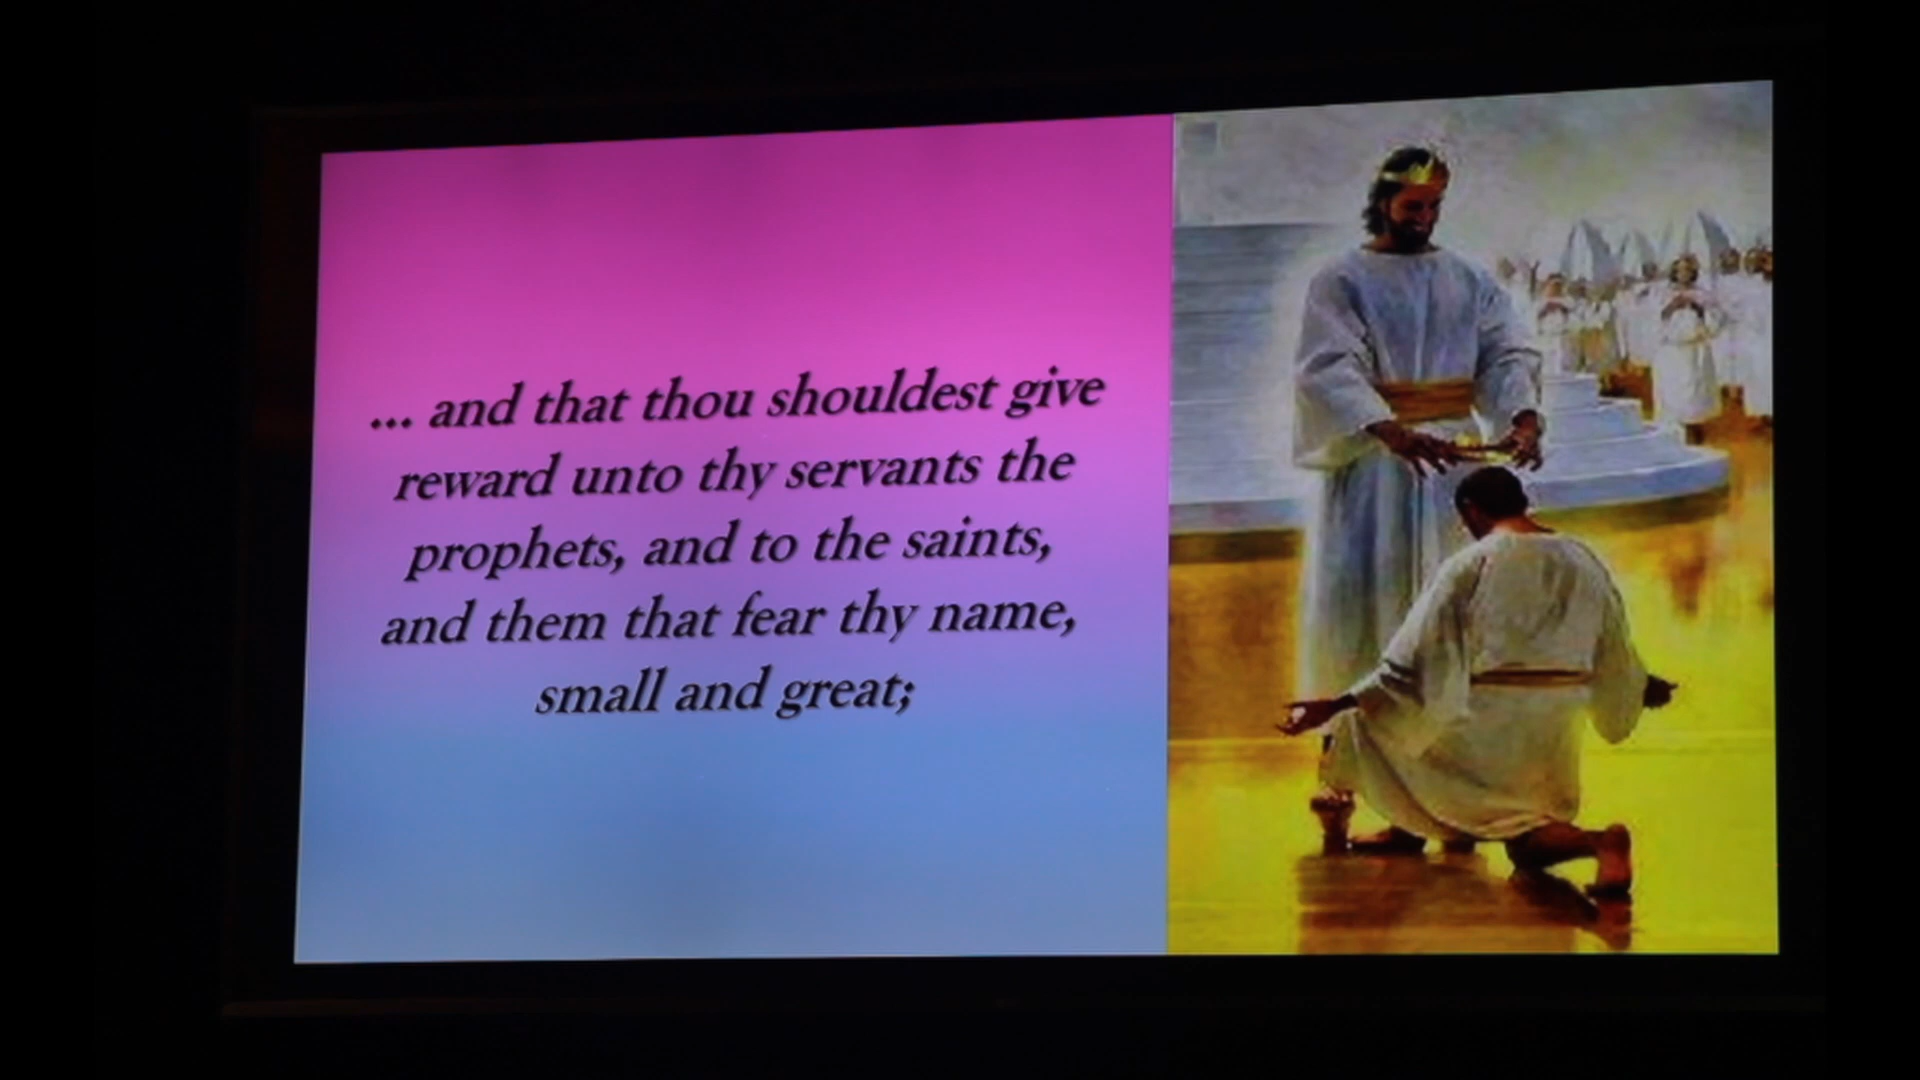 ... and that thou shouldest give
reward unto thy servants the
prophets, and to the saints,
and them that fear thy name,
small and great;